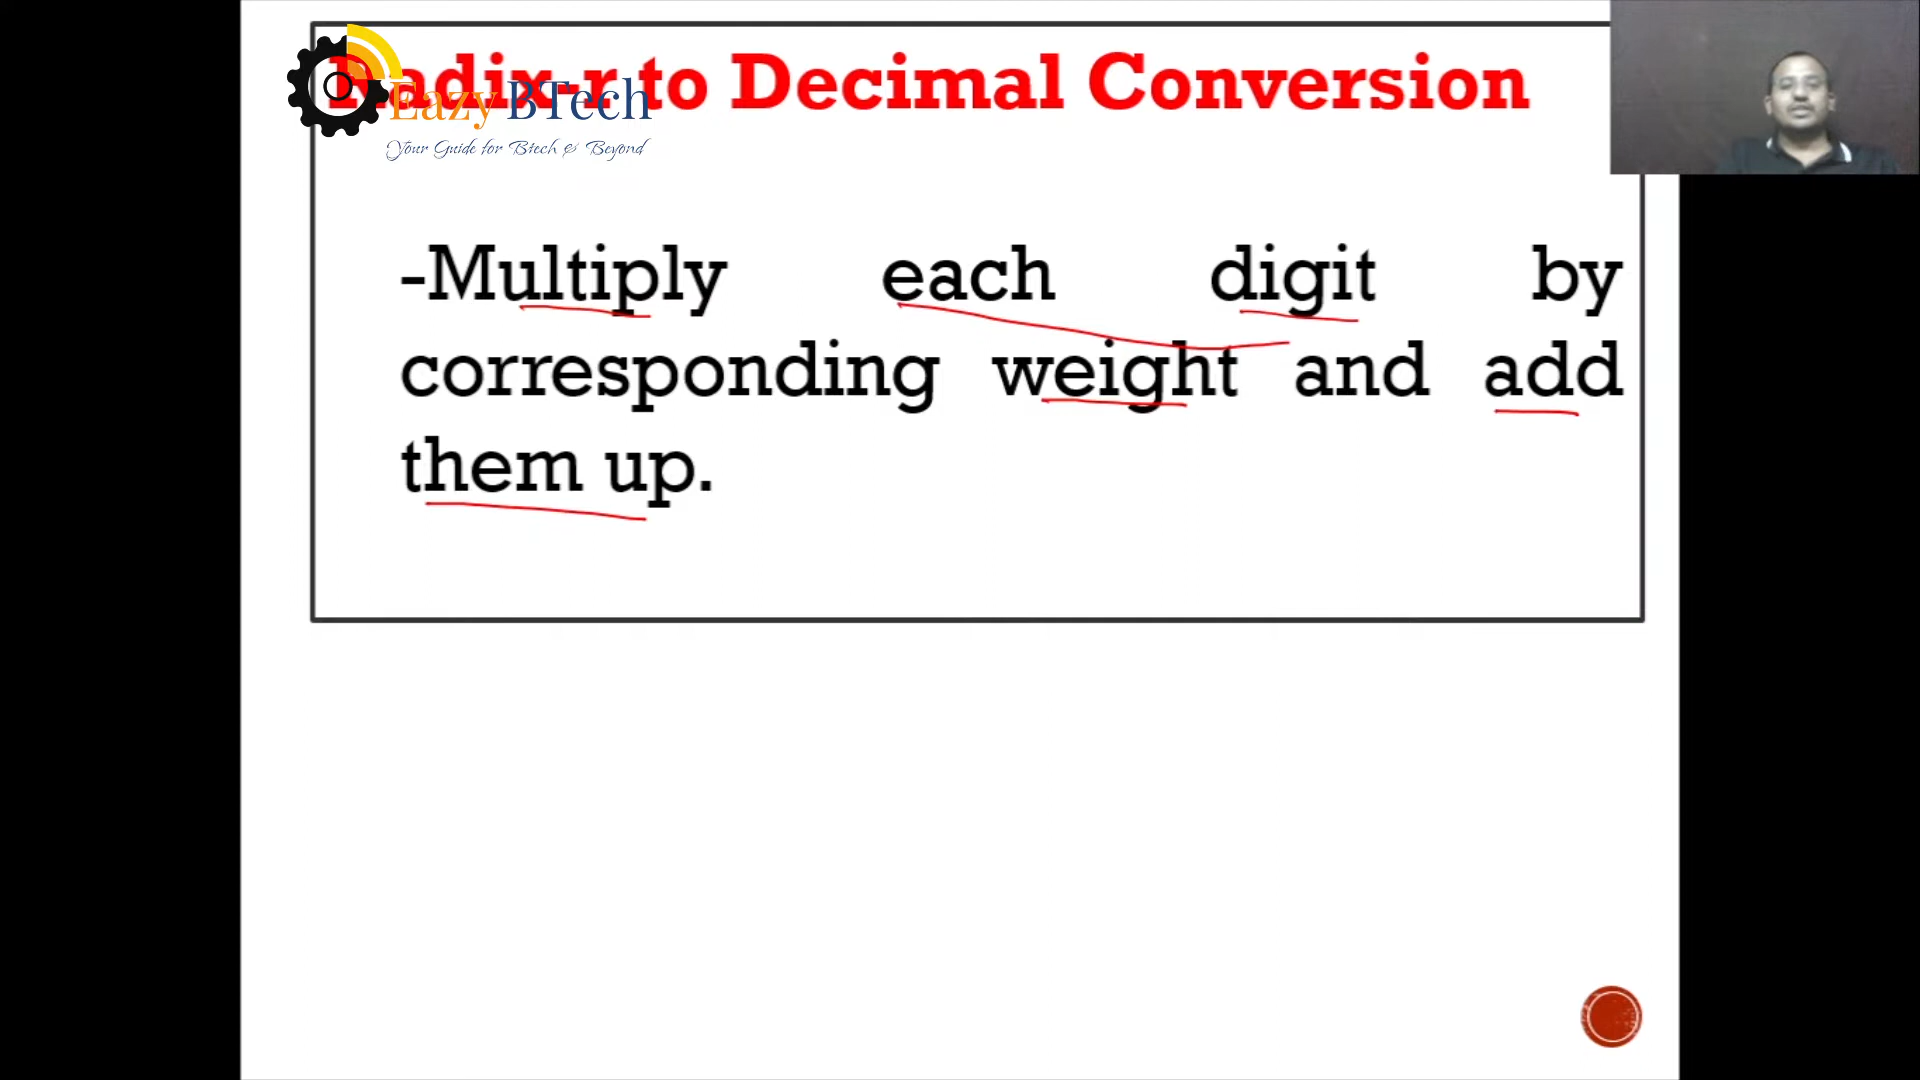 Radix-r to Decimal Conversion
Eazy BTech
Your Guide for Btech & Beyond
-Multiply each digit by
corresponding weight and add
them up.